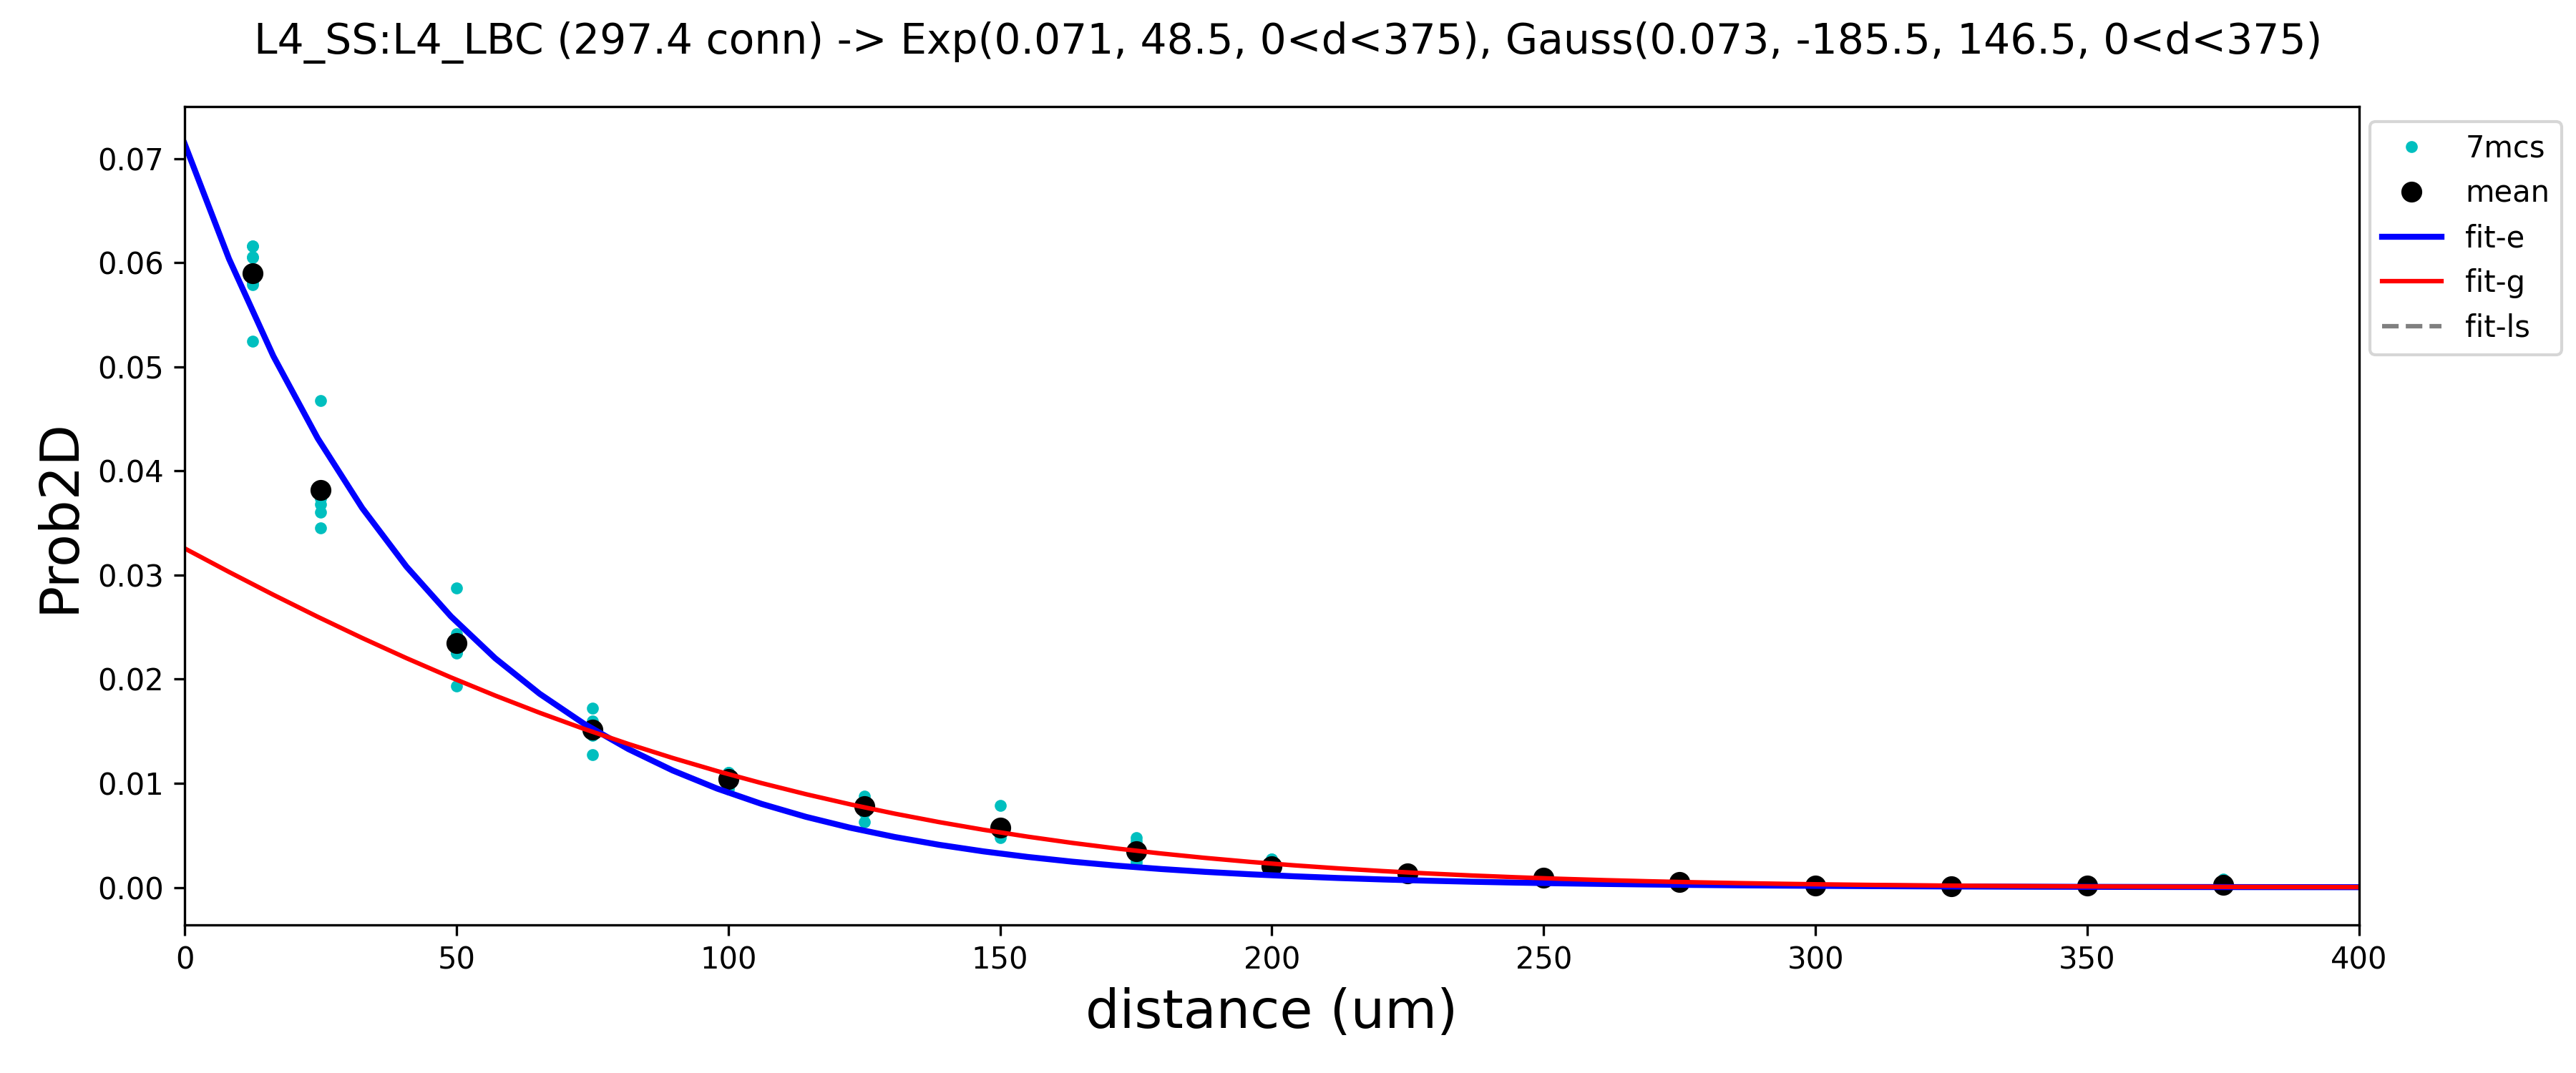 L4_SS:L4_LBC (297.4 conn) -> Exp(0.071, 48.5, 0<d<375), Gauss(0.073, -185.5, 146.5, 0<d<375)
7mcs
mean
fit-e
fit-g
fit-ls
Prob2D
0.07
0.06
0.05
0.04
0.03
0.02
0.01
0.00
0 50 100 150 200 250 300 350 400
distance (um)